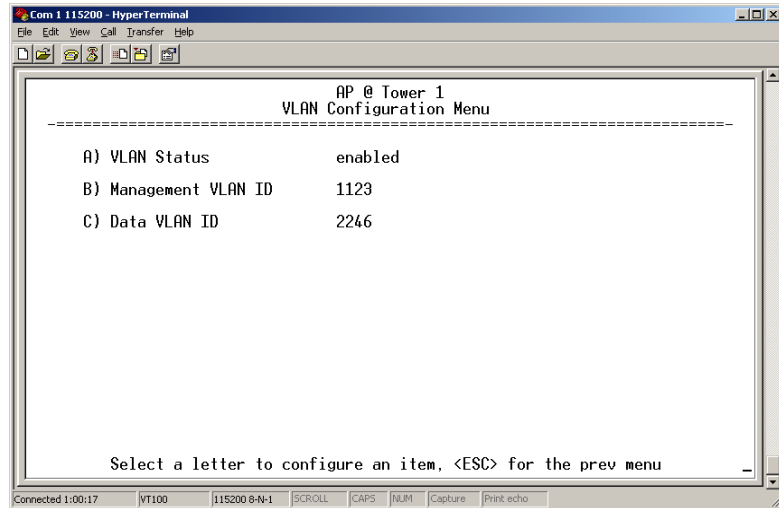 Com 1 115200 - HyperTerminal
File Edit View Call Transfer Help
AP @ Tower 1
VLAN Configuration Menu
-==========================================================================-
A) VLAN Status enabled
B) Management VLAN ID 1123
C) Data VLAN ID 2246
Select a letter to configure an item, <ESC> for the prev menu _
Connected 1:00:17 VT100 115200 8-N-1 SCROLL CAPS NUM Capture Print echo